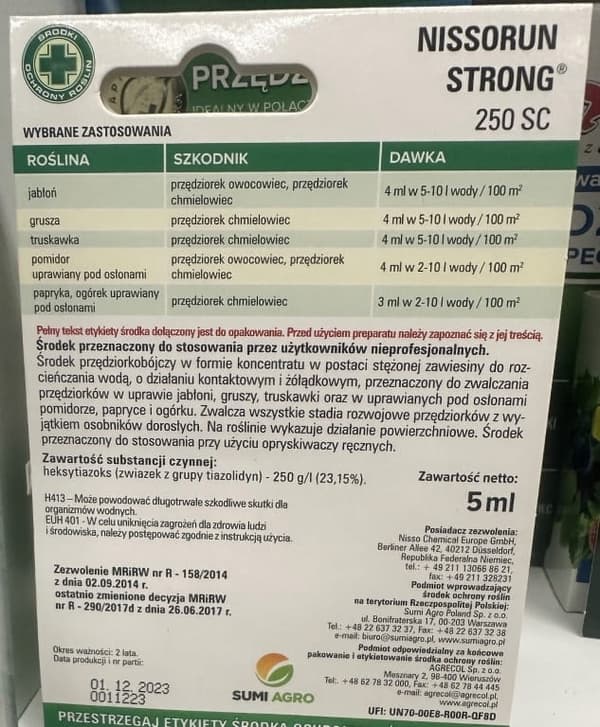 ŚRODKI
OCHRONY ROŚLIN
NISSORUN
STRONG®
250 SC
PRZĘDZ
IDEALNY W POŁĄCZ
WYBRANE ZASTOSOWANIA
ROŚLINA SZKODNIK DAWKA
jabłoń przędziorek owocowiec, przędziorek chmielowiec 4 ml w 5-10 l wody / 100 m²
grusza przędziorek chmielowiec 4 ml w 5-10 l wody / 100 m²
truskawka przędziorek chmielowiec 4 ml w 5-10 l wody / 100 m²
pomidor uprawiany pod osłonami przędziorek owocowiec, przędziorek chmielowiec 4 ml w 2-10 l wody / 100 m²
papryka, ogórek uprawiany pod osłonami przędziorek chmielowiec 3 ml w 2-10 l wody / 100 m²
Pełny tekst etykiety środka dołączony jest do opakowania. Przed użyciem preparatu należy zapoznać się z jej treścią.
Środek przeznaczony do stosowania przez użytkowników nieprofesjonalnych.
Środek przędziorkobójczy w formie koncentratu w postaci stężonej zawiesiny do roz-
cieńczania wodą, o działaniu kontaktowym i żółądkowym, przeznaczony do zwalczania
przędziorków w uprawie jabłoni, gruszy, truskawki oraz w uprawianych pod osłonami
pomidorze, papryce i ogórku. Zwalcza wszystkie stadia rozwojowe przędziorków z wy-
jątkiem osobników dorosłych. Na roślinie wykazuje działanie powierzchniowe. Środek
przeznaczony do stosowania przy użyciu opryskiwaczy ręcznych.
Zawartość substancji czynnej:
heksytiazoks (zwiazek z grupy tiazolidyn) - 250 g/l (23,15%).
Zawartość netto:
5 ml
H413 – Może powodować długotrwałe szkodliwe skutki dla
organizmów wodnych.
EUH 401 - W celu uniknięcia zagrożeń dla zdrowia ludzi
i środowiska, należy postępować zgodnie z instrukcją użycia.
Zezwolenie MRiRW nr R - 158/2014
z dnia 02.09.2014 r.
ostatnio zmienione decyzja MRiRW
nr R - 290/2017d z dnia 26.06.2017 r.
Posiadacz zezwolenia:
Nisso Chemical Europe GmbH,
Berliner Allee 42, 40212 Düsseldorf,
Republika Federalna Niemiec,
tel.: + 49 211 13066 86 21,
fax: + 49 211 328231
Podmiot wprowadzający
środek ochrony roślin
na terytorium Rzeczpospolitej Polskiej:
Sumi Agro Poland Sp. z o.o.
ul. Bonifraterska 17, 00-203 Warszawa
Tel.: +48 22 637 32 37, Fax: +48 22 637 32 38
e-mail: biuro@sumiagro.pl, www.sumiagro.pl
Podmiot odpowiedzialny za końcowe
pakowanie i etykietowanie środka ochrony roślin:
AGRECOL Sp. z o.o.
Mesznary 2, 98-400 Wieruszów
Tel.: +48 62 78 32 000, Fax: +48 62 78 44 445
e-mail: agrecol@agrecol.pl,
www.agrecol.pl
UFI: UN70-00E8-R00R-QF8D
Okres ważności: 2 lata.
Data produkcji i nr partii:
01. 12. 2023
0011223
SUMI AGRO
PRZESTRZEGAJ ETYKIETY ŚRODKA